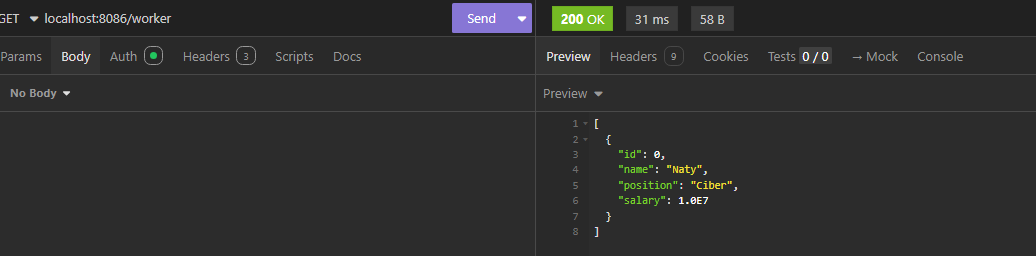 GET localhost:8086/worker Send 200 OK 31 ms 58 B
Params Body Auth Headers 3 Scripts Docs Preview Headers 9 Cookies Tests 0 / 0 → Mock Console
No Body Preview
1 [
2 {
3 "id": 0,
4 "name": "Naty",
5 "position": "Ciber",
6 "salary": 1.0E7
7 }
8 ]